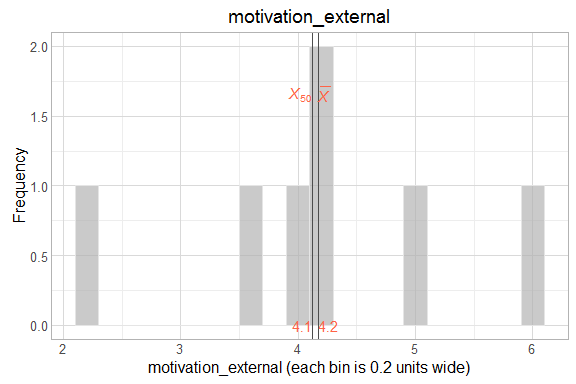 motivation_external
Frequency
2.0
1.5
1.0
0.5
0.0
X50 x̅
4.1 4.2
2 3 4 5 6
motivation_external (each bin is 0.2 units wide)